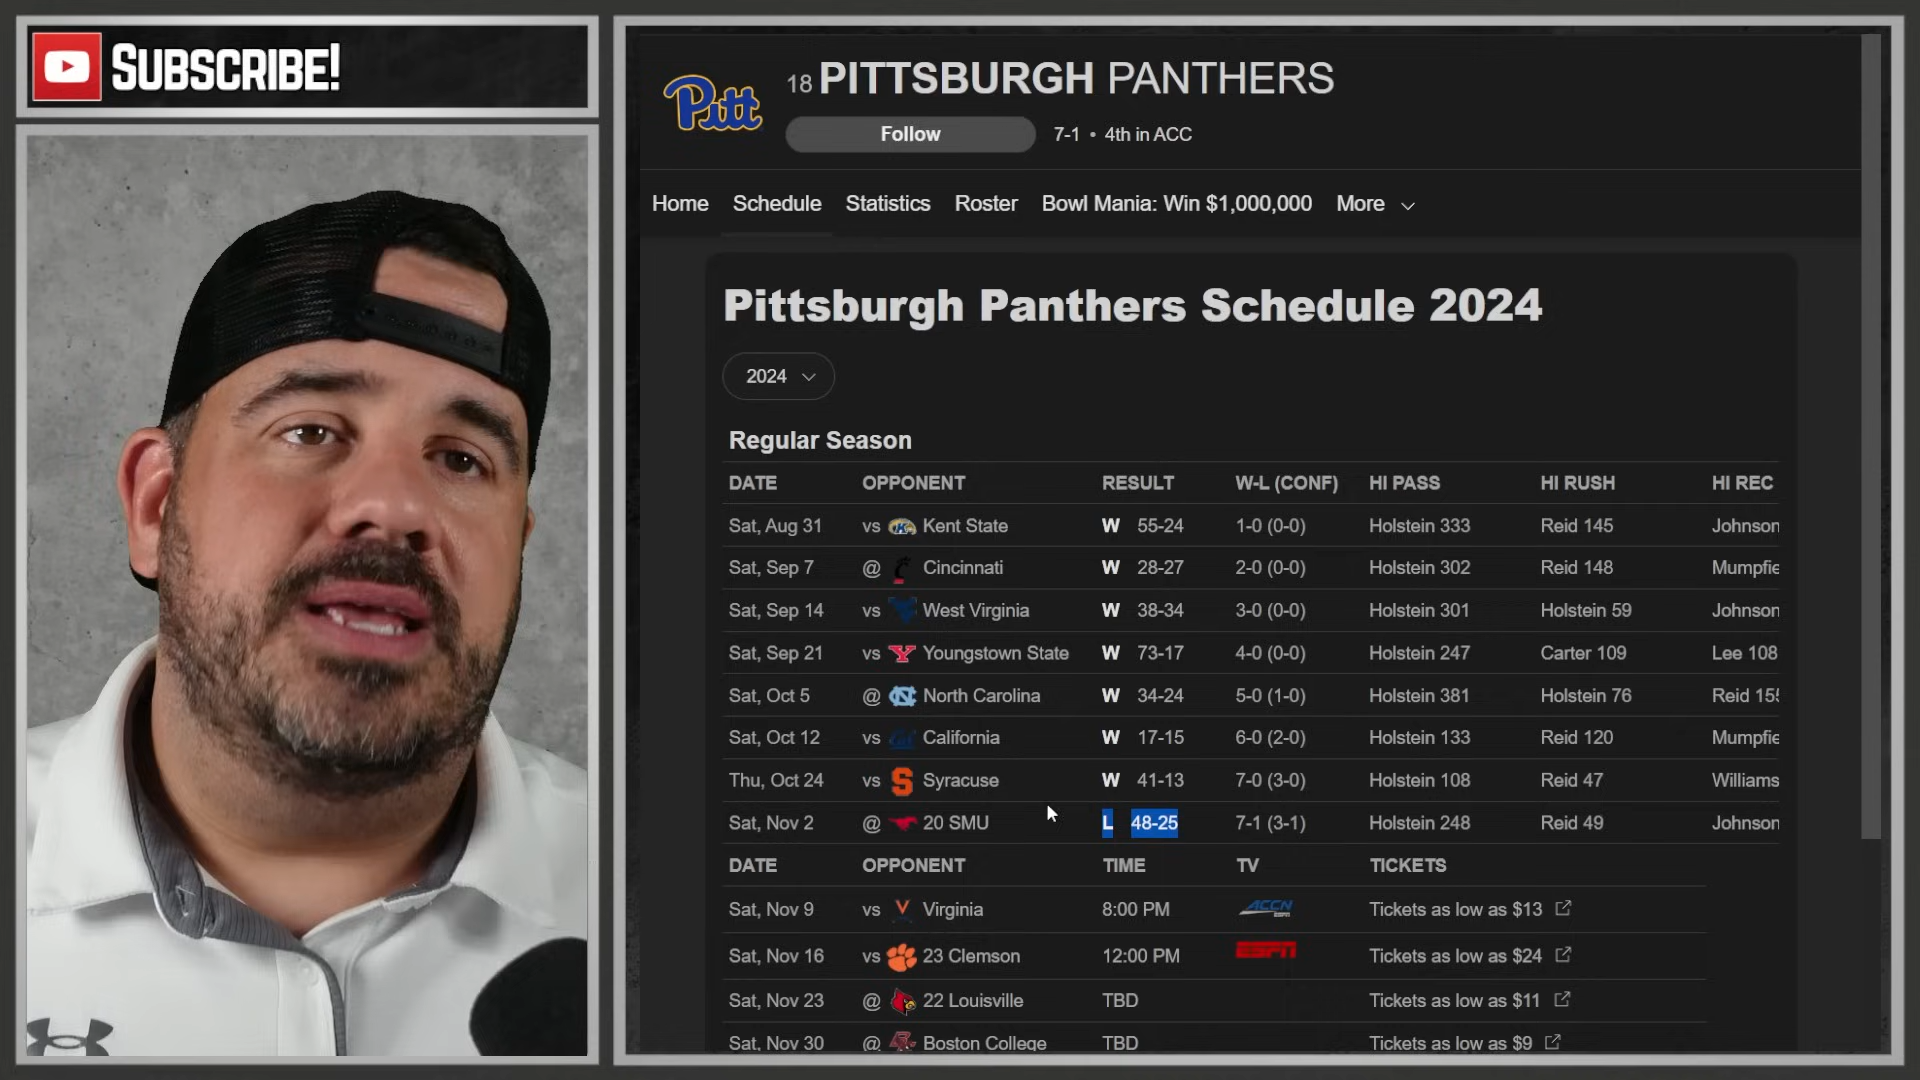 SUBSCRIBE!
Pitt
18 PITTSBURGH PANTHERS
Follow 7-1 • 4th in ACC
Home Schedule Statistics Roster Bowl Mania: Win $1,000,000 More
Pittsburgh Panthers Schedule 2024
2024
Regular Season
DATE OPPONENT RESULT W-L (CONF) HI PASS HI RUSH HI REC
Sat, Aug 31 vs Kent State W 55-24 1-0 (0-0) Holstein 333 Reid 145 Johnson
Sat, Sep 7 @ Cincinnati W 28-27 2-0 (0-0) Holstein 302 Reid 148 Mumpfie
Sat, Sep 14 vs West Virginia W 38-34 3-0 (0-0) Holstein 301 Holstein 59 Johnson
Sat, Sep 21 vs Youngstown State W 73-17 4-0 (0-0) Holstein 247 Carter 109 Lee 108
Sat, Oct 5 @ North Carolina W 34-24 5-0 (1-0) Holstein 381 Holstein 76 Reid 155
Sat, Oct 12 vs California W 17-15 6-0 (2-0) Holstein 133 Reid 120 Mumpfie
Thu, Oct 24 vs Syracuse W 41-13 7-0 (3-0) Holstein 108 Reid 47 Williams
Sat, Nov 2 @ 20 SMU L 48-25 7-1 (3-1) Holstein 248 Reid 49 Johnson
DATE OPPONENT TIME TV TICKETS
Sat, Nov 9 vs Virginia 8:00 PM ACCN Tickets as low as $13
Sat, Nov 16 vs 23 Clemson 12:00 PM ESPN Tickets as low as $24
Sat, Nov 23 @ 22 Louisville TBD Tickets as low as $11
Sat, Nov 30 @ Boston College TBD Tickets as low as $9